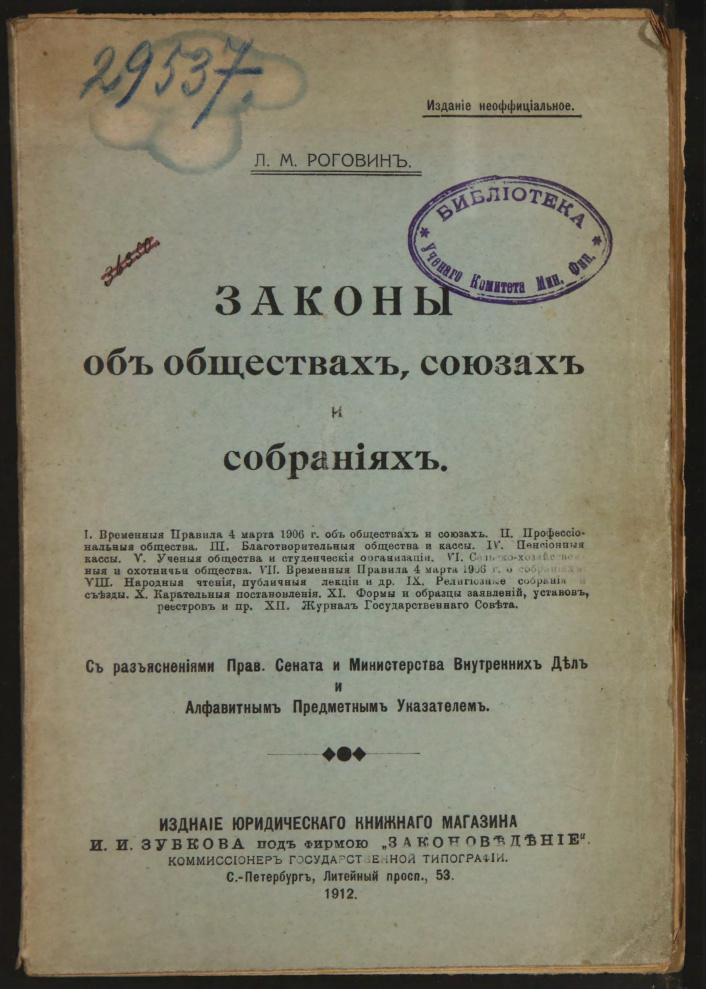 29537.
Изданіе неоффиціальное.
Л. М. РОГОВИНЪ.
* БИБЛІОТЕКА *
Ученаго Комитета Мин. Фин.
36350.
ЗАКОНЫ
объ обществахъ, союзахъ
и
собраніяхъ.
I. Временныя Правила 4 марта 1906 г. объ обществахъ и союзахъ. II. Профессіо-
нальныя общества. III. Благотворительныя общества и кассы. IV. Пенсіонныя
кассы. V. Ученыя общества и студенческія организаціи. VI. Сельско-хозяйствен-
ныя и охотничьи общества. VII. Временныя Правила 4 марта 1906 г. о собраніяхъ.
VIII. Народныя чтенія, публичныя лекціи и др. IX. Религіозныя собранія и
съѣзды. X. Карательныя постановленія. XI. Формы и образцы заявленій, уставовъ,
реестровъ и пр. XII. Журналъ Государственнаго Совѣта.
Съ разъясненіями Прав. Сената и Министерства Внутреннихъ Дѣлъ
и
Алфавитнымъ Предметнымъ Указателемъ.
ИЗДНАІЕ ЮРИДИЧЕСКАГО КНИЖНАГО МАГАЗИНА
И. И. ЗУБКОВА подъ фирмою „ЗАКОНОВѢДѢНІЕ“.
КОММИССІОНЕРЪ ГОСУДАРСТВЕННОЙ ТИПОГРАФІИ.
С.-Петербургъ, Литейный просп., 53.
1912.